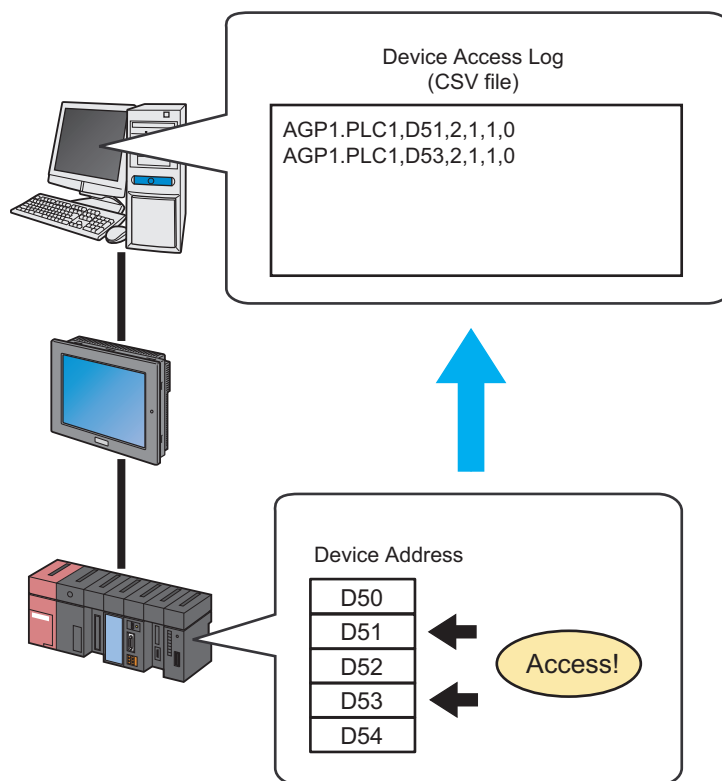 Device Access Log
(CSV file)
AGP1.PLC1,D51,2,1,1,0
AGP1.PLC1,D53,2,1,1,0
Device Address
D50
D51
D52
D53
D54
Access!